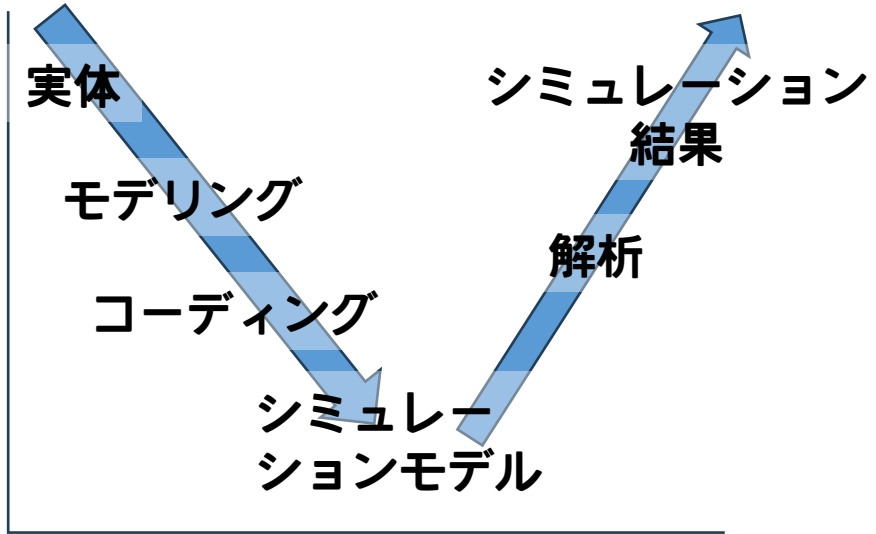 実体
モデリング
コーディング
シミュレー
ションモデル
解析
シミュレーション
結果